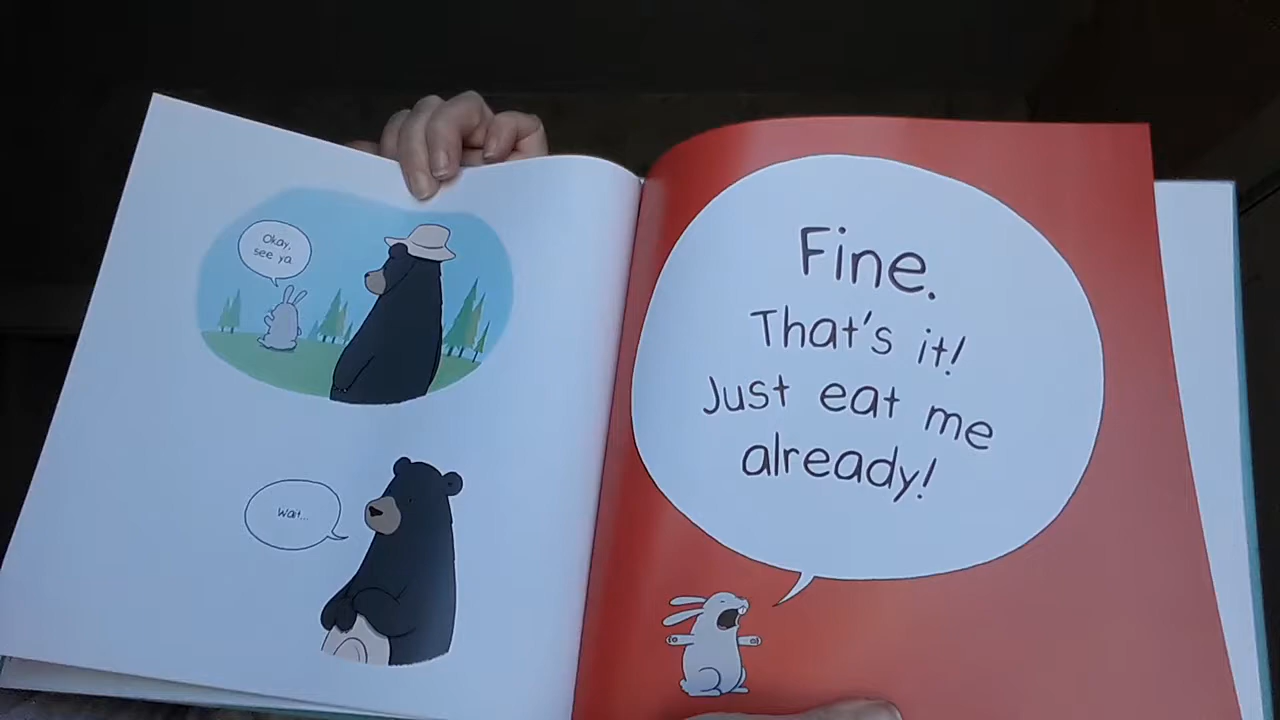 Okay,
see ya.
Wait...
Fine.
That's it!
Just eat me
already!